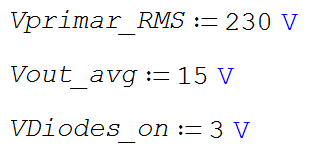 Vprimar_RMS := 230 V
Vout_avg := 15 V
VDiodes_on := 3 V